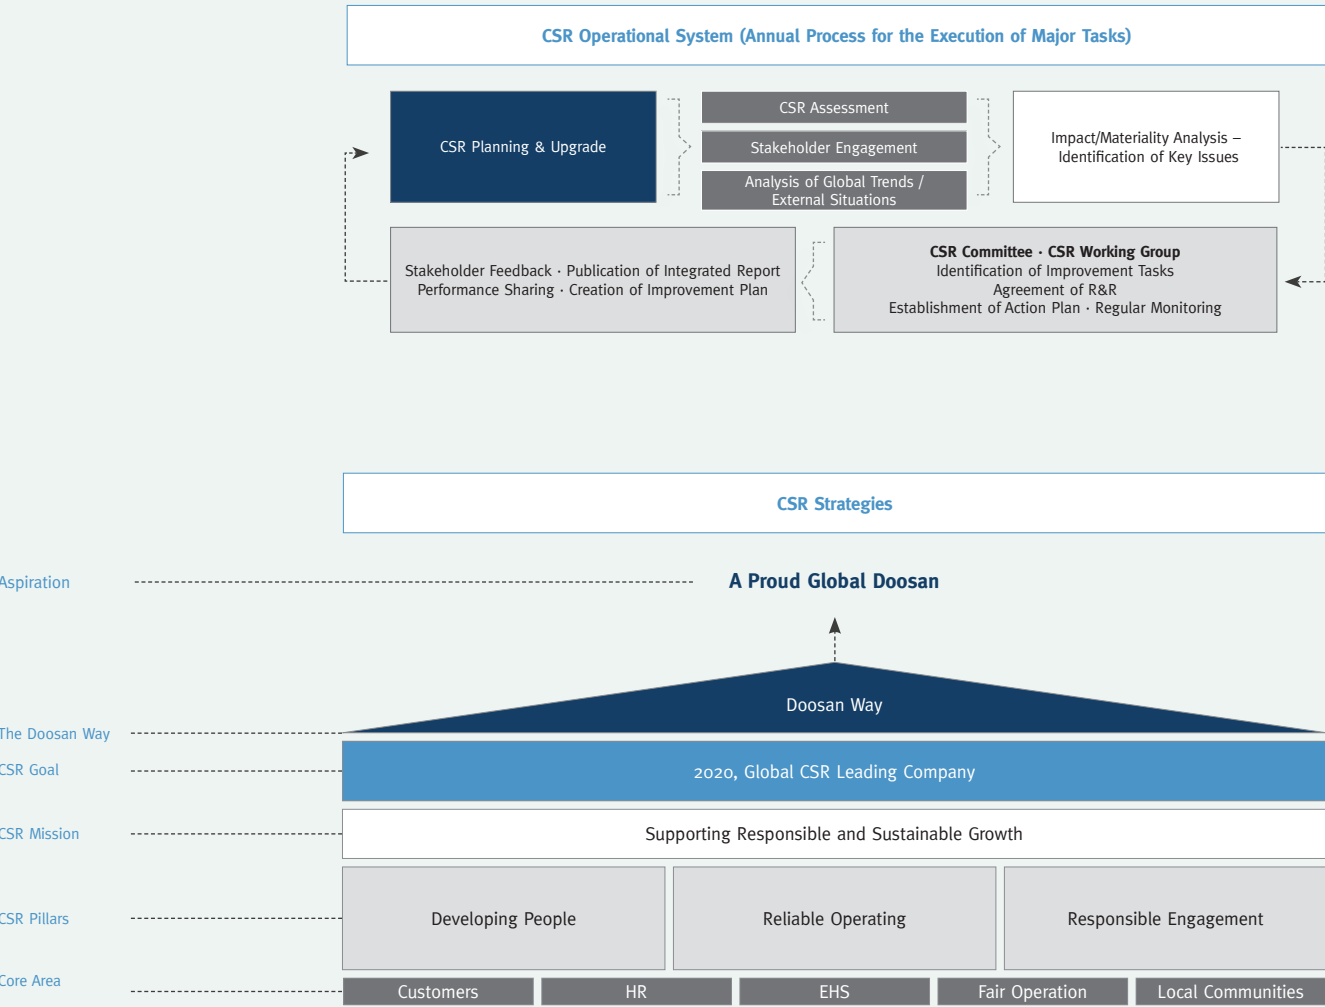 CSR Operational System (Annual Process for the Execution of Major Tasks)
CSR Planning & Upgrade
CSR Assessment
Stakeholder Engagement
Analysis of Global Trends /
External Situations
Impact/Materiality Analysis –
Identification of Key Issues
Stakeholder Feedback · Publication of Integrated Report
Performance Sharing · Creation of Improvement Plan
CSR Committee · CSR Working Group
Identification of Improvement Tasks
Agreement of R&R
Establishment of Action Plan · Regular Monitoring
CSR Strategies
Aspiration
A Proud Global Doosan
Doosan Way
The Doosan Way
CSR Goal
2020, Global CSR Leading Company
CSR Mission
Supporting Responsible and Sustainable Growth
CSR Pillars
Developing People
Reliable Operating
Responsible Engagement
Core Area
Customers
HR
EHS
Fair Operation
Local Communities